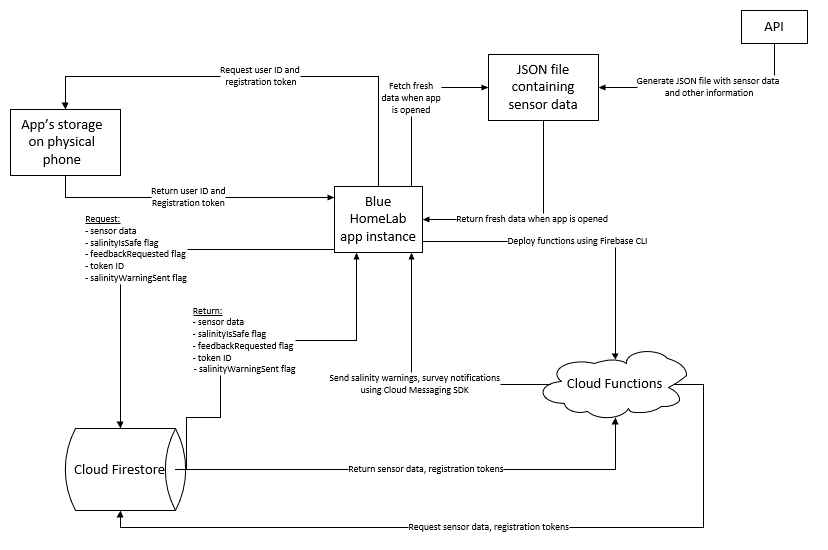 API
Request user ID and
registration token
Fetch fresh
data when app
is opened
JSON file
containing
sensor data
Generate JSON file with sensor data
and other information
App's storage
on physical
phone
Return user ID and
Registration token
Blue
HomeLab
app instance
Return fresh data when app is opened
Deploy functions using Firebase CLI
Request:
- sensor data
- salinityIsSafe flag
- feedbackRequested flag
- token ID
- salinityWarningSent flag
Return:
- sensor data
- salinityIsSafe flag
- feedbackRequested flag
- token ID
- salinityWarningSent flag
Send salinity warnings, survey notifications
using Cloud Messaging SDK
Cloud Functions
Cloud Firestore
Return sensor data, registration tokens
Request sensor data, registration tokens